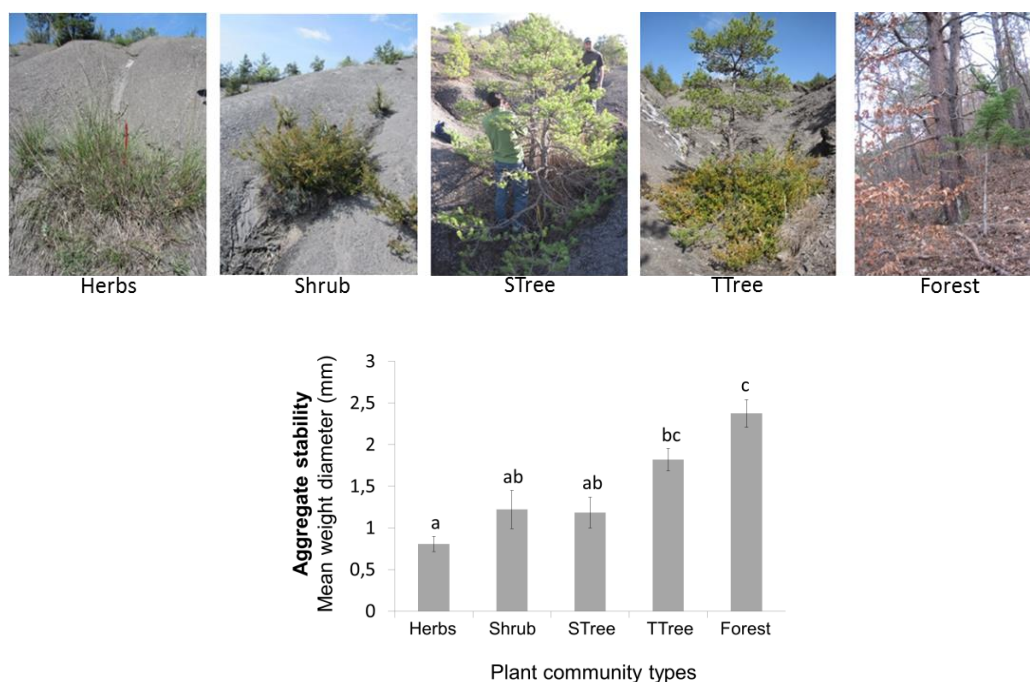 Herbs
Shrub
STree
TTree
Forest
Aggregate stability
Mean weight diameter (mm)
3
2,5
2
1,5
1
0,5
0
a
ab
ab
bc
c
Herbs
Shrub
STree
TTree
Forest
Plant community types